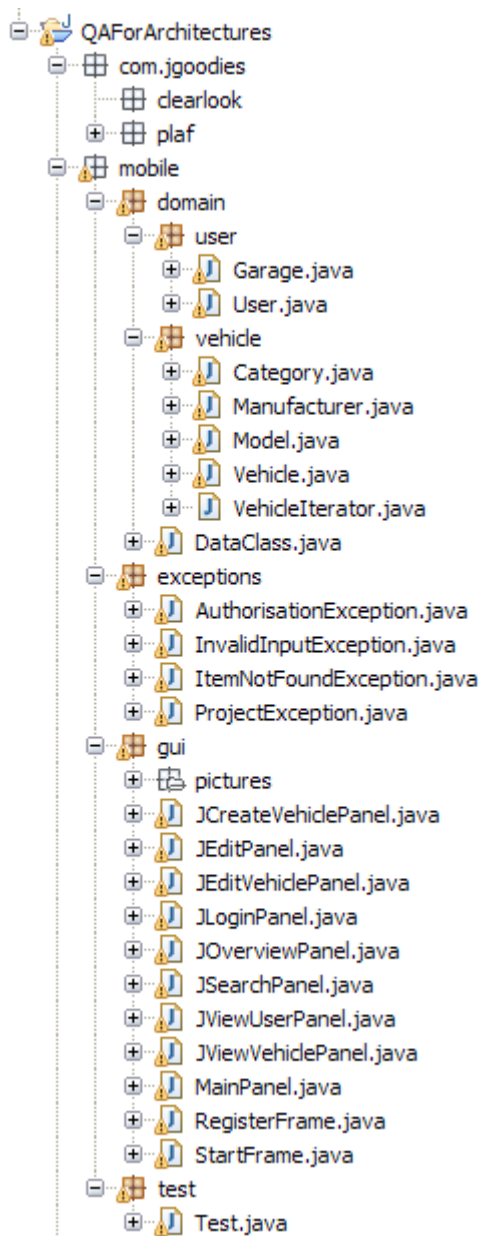 QAForArchitectures
com.jgoodies
clearlook
plaf
mobile
domain
user
Garage.java
User.java
vehicle
Category.java
Manufacturer.java
Model.java
Vehicle.java
VehicleIterator.java
DataClass.java
exceptions
AuthorisationException.java
InvalidInputException.java
ItemNotFoundException.java
ProjectException.java
gui
pictures
JCreateVehiclePanel.java
JEditPanel.java
JEditVehiclePanel.java
JLoginPanel.java
JOverviewPanel.java
JSearchPanel.java
JViewUserPanel.java
JViewVehiclePanel.java
MainPanel.java
RegisterFrame.java
StartFrame.java
test
Test.java